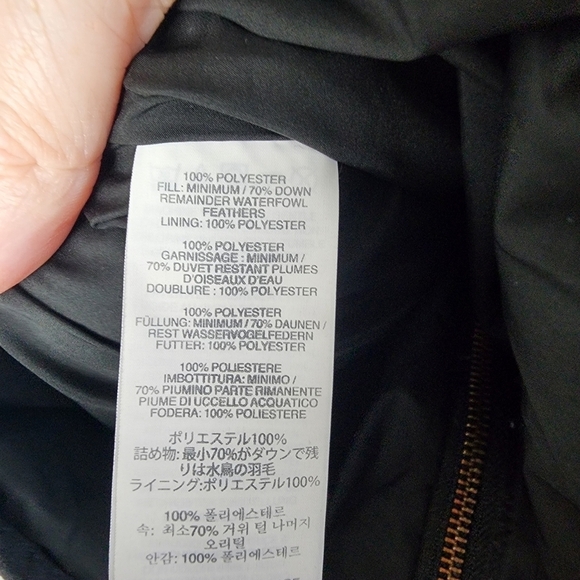 100% POLYESTER
FILL: MINIMUM / 70% DOWN
REMAINDER WATERFOWL
FEATHERS
LINING: 100% POLYESTER
100% POLYESTER
GARNISSAGE : MINIMUM /
70% DUVET RESTANT PLUMES
D'OISEAUX D'EAU
DOUBLURE : 100% POLYESTER
100% POLYESTER
FÜLLUNG: MINIMUM / 70% DAUNEN /
REST WASSERVOGELFEDERN
FUTTER: 100% POLYESTER
100% POLIESTERE
IMBOTTITURA: MINIMO /
70% PIUMINO PARTE RIMANENTE
PIUME DI UCCELLO ACQUATICO
FODERA: 100% POLIESTERE
ポリエステル100%
詰め物: 最小70%がダウンで残
りは水鳥の羽毛
ライニング:ポリエステル100%
100% 폴리에스테르
속: 최소70% 거위 털 나머지
오리털
안감: 100% 폴리에스테르